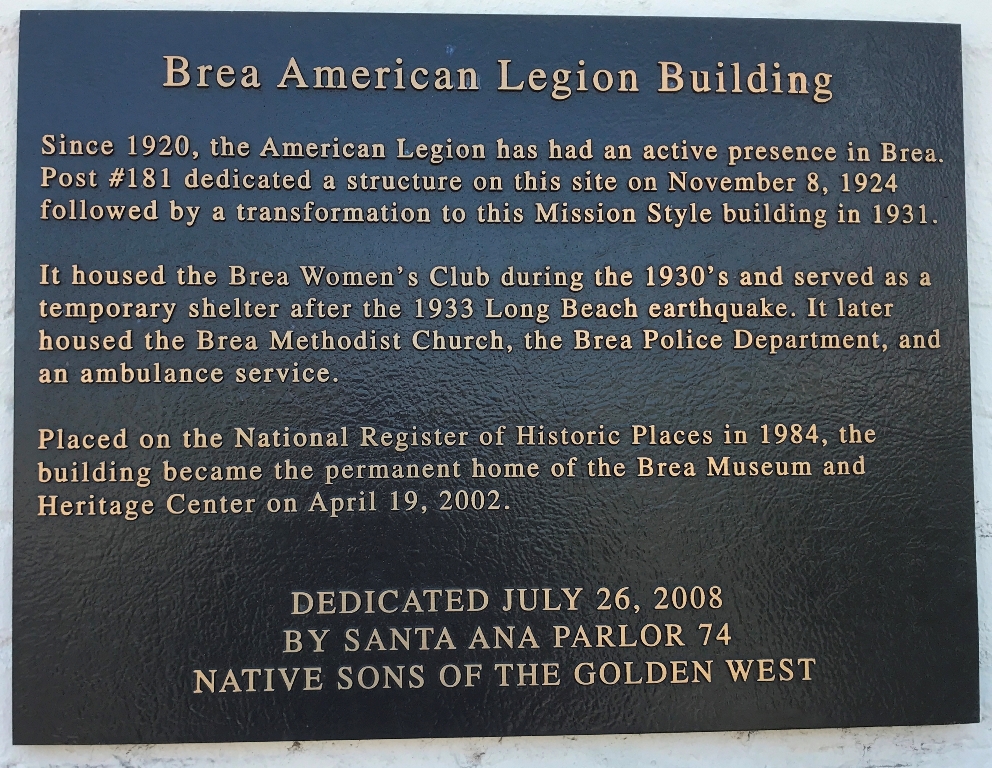 Brea American Legion Building
Since 1920, the American Legion has had an active presence in Brea.
Post #181 dedicated a structure on this site on November 8, 1924
followed by a transformation to this Mission Style building in 1931.
It housed the Brea Women's Club during the 1930's and served as a
temporary shelter after the 1933 Long Beach earthquake. It later
housed the Brea Methodist Church, the Brea Police Department, and
an ambulance service.
Placed on the National Register of Historic Places in 1984, the
building became the permanent home of the Brea Museum and
Heritage Center on April 19, 2002.
DEDICATED JULY 26, 2008
BY SANTA ANA PARLOR 74
NATIVE SONS OF THE GOLDEN WEST